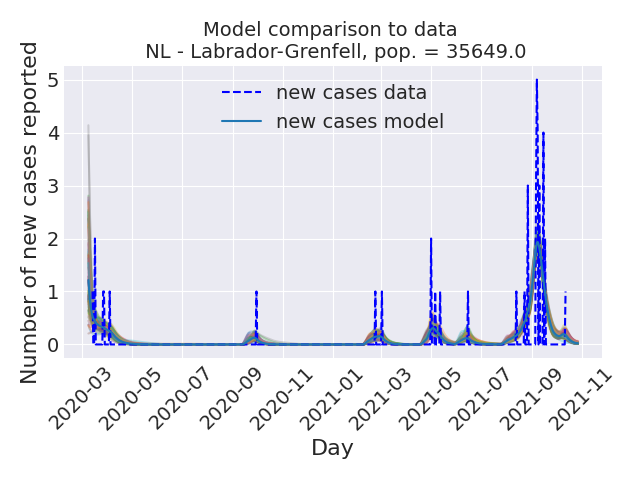 Model comparison to data
NL - Labrador-Grenfell, pop. = 35649.0
new cases data
new cases model
Number of new cases reported
5
4
3
2
1
0
2020-03
2020-05
2020-07
2020-09
2020-11
2021-01
2021-03
2021-05
2021-07
2021-09
2021-11
Day